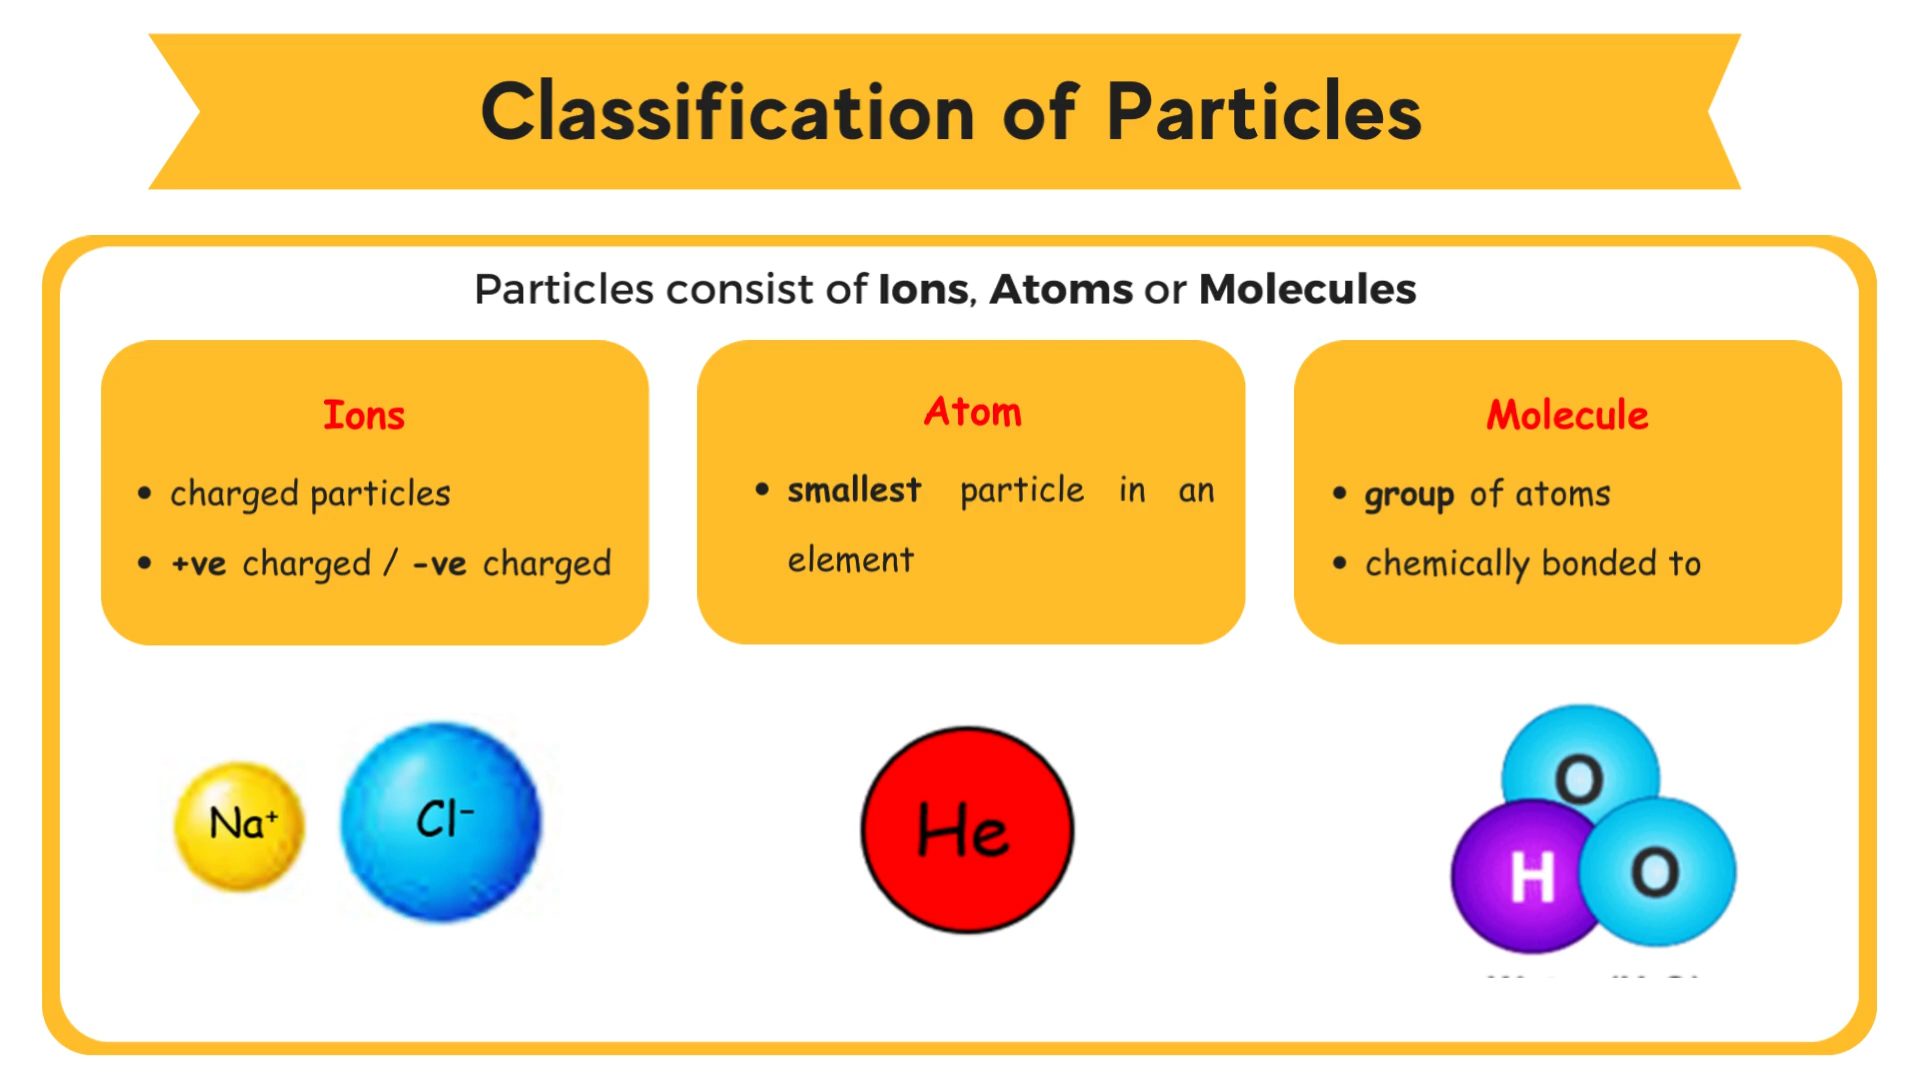 Classification of Particles
Particles consist of Ions, Atoms or Molecules
Ions
• charged particles
• +ve charged / -ve charged
Atom
• smallest particle in an
element
Molecule
• group of atoms
• chemically bonded to
Na⁺
Cl⁻
He
O
H
O